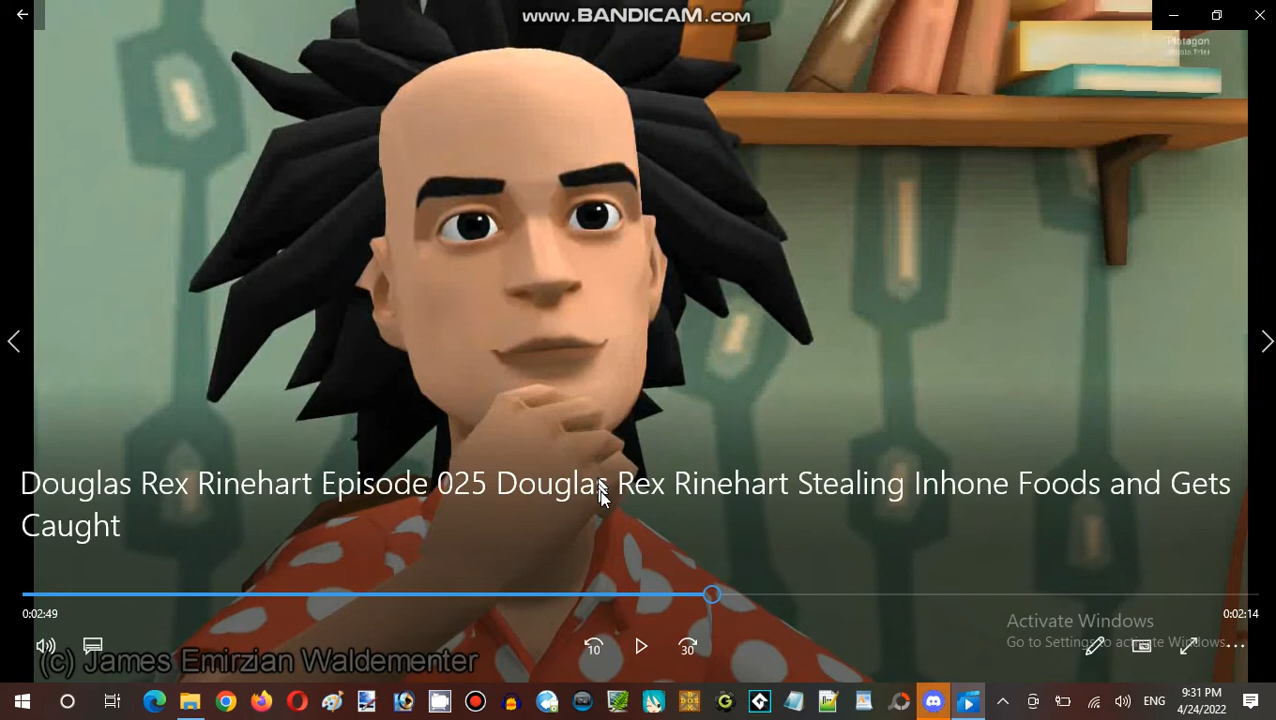 www.BANDICAM.com
Plotagon
Douglas Rex Rinehart Episode 025 Douglas Rex Rinehart Stealing Inhone Foods and Gets
Caught
0:02:49
0:02:14
10
30
Activate Windows
Go to Settings to activate Windows.
(c) James Emirzian Waldementer
ENG
9:31 PM
4/24/2022